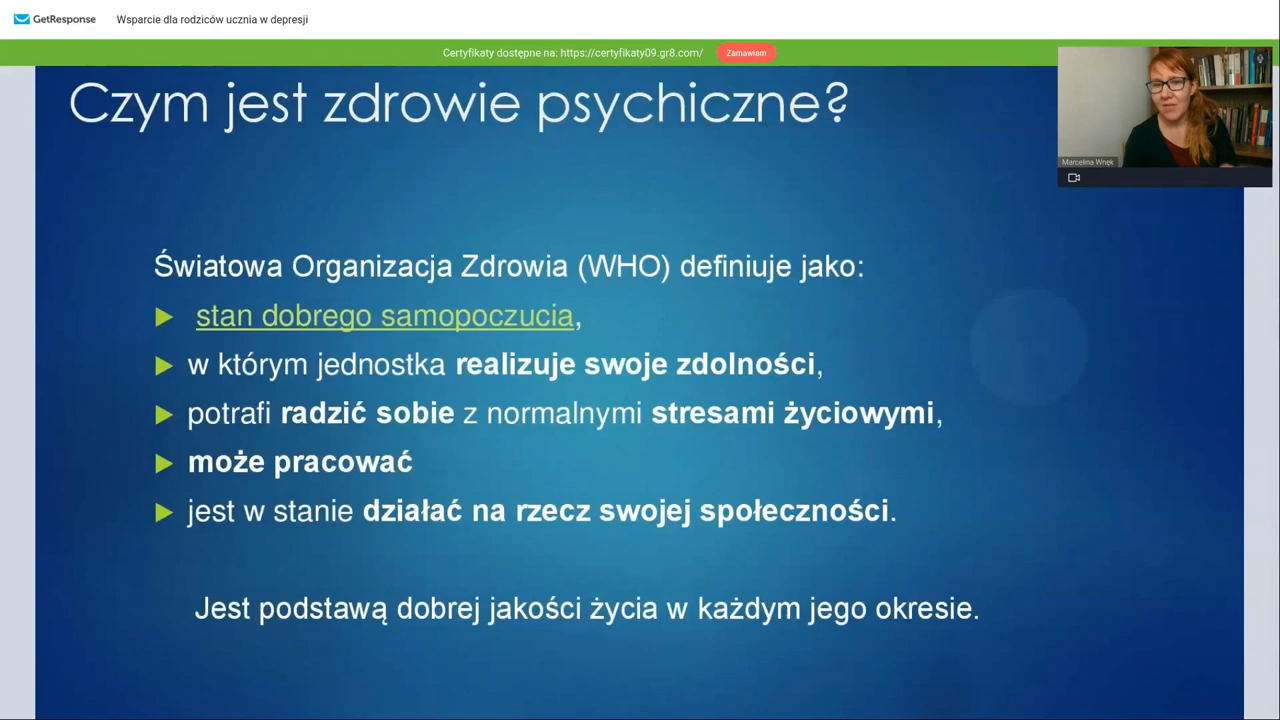 GetResponse
Wsparcie dla rodziców ucznia w depresji
Certyfikaty dostępne na: https://certyfikaty09.gr8.com/
Zamawiam
Czym jest zdrowie psychiczne?
Marcelina Wnęk
Światowa Organizacja Zdrowia (WHO) definiuje jako:
stan dobrego samopoczucia,
w którym jednostka realizuje swoje zdolności,
potrafi radzić sobie z normalnymi stresami życiowymi,
może pracować
jest w stanie działać na rzecz swojej społeczności.
Jest podstawą dobrej jakości życia w każdym jego okresie.